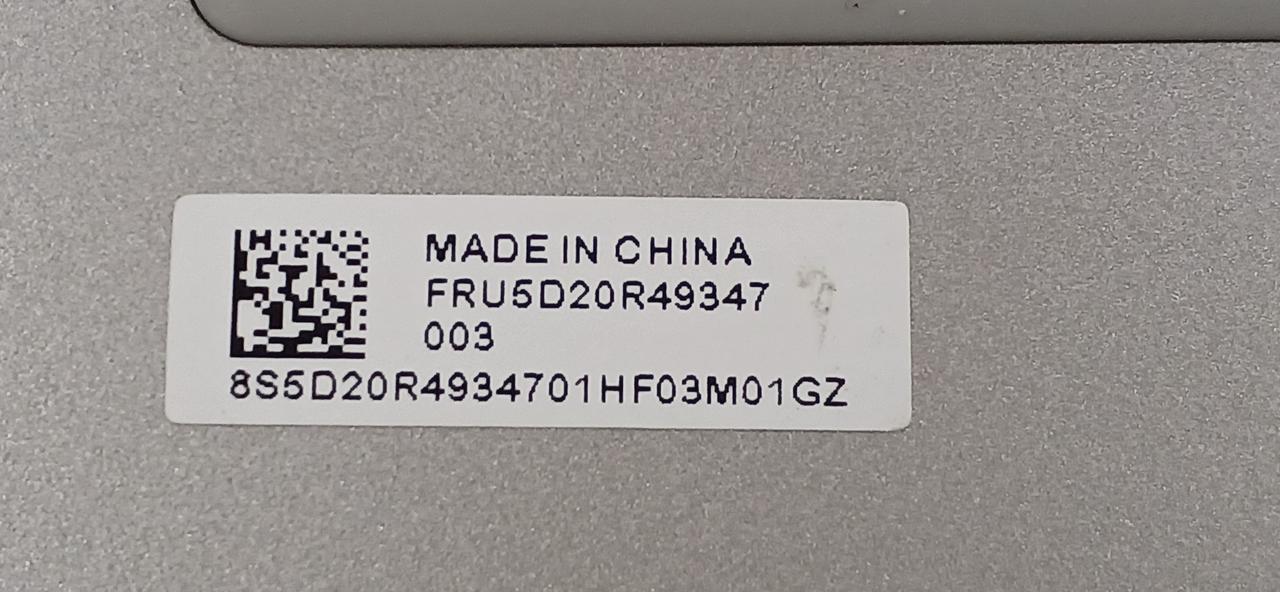 MADE IN CHINA
FRU5D20R49347
003
8S5D20R4934701HF03M01GZ